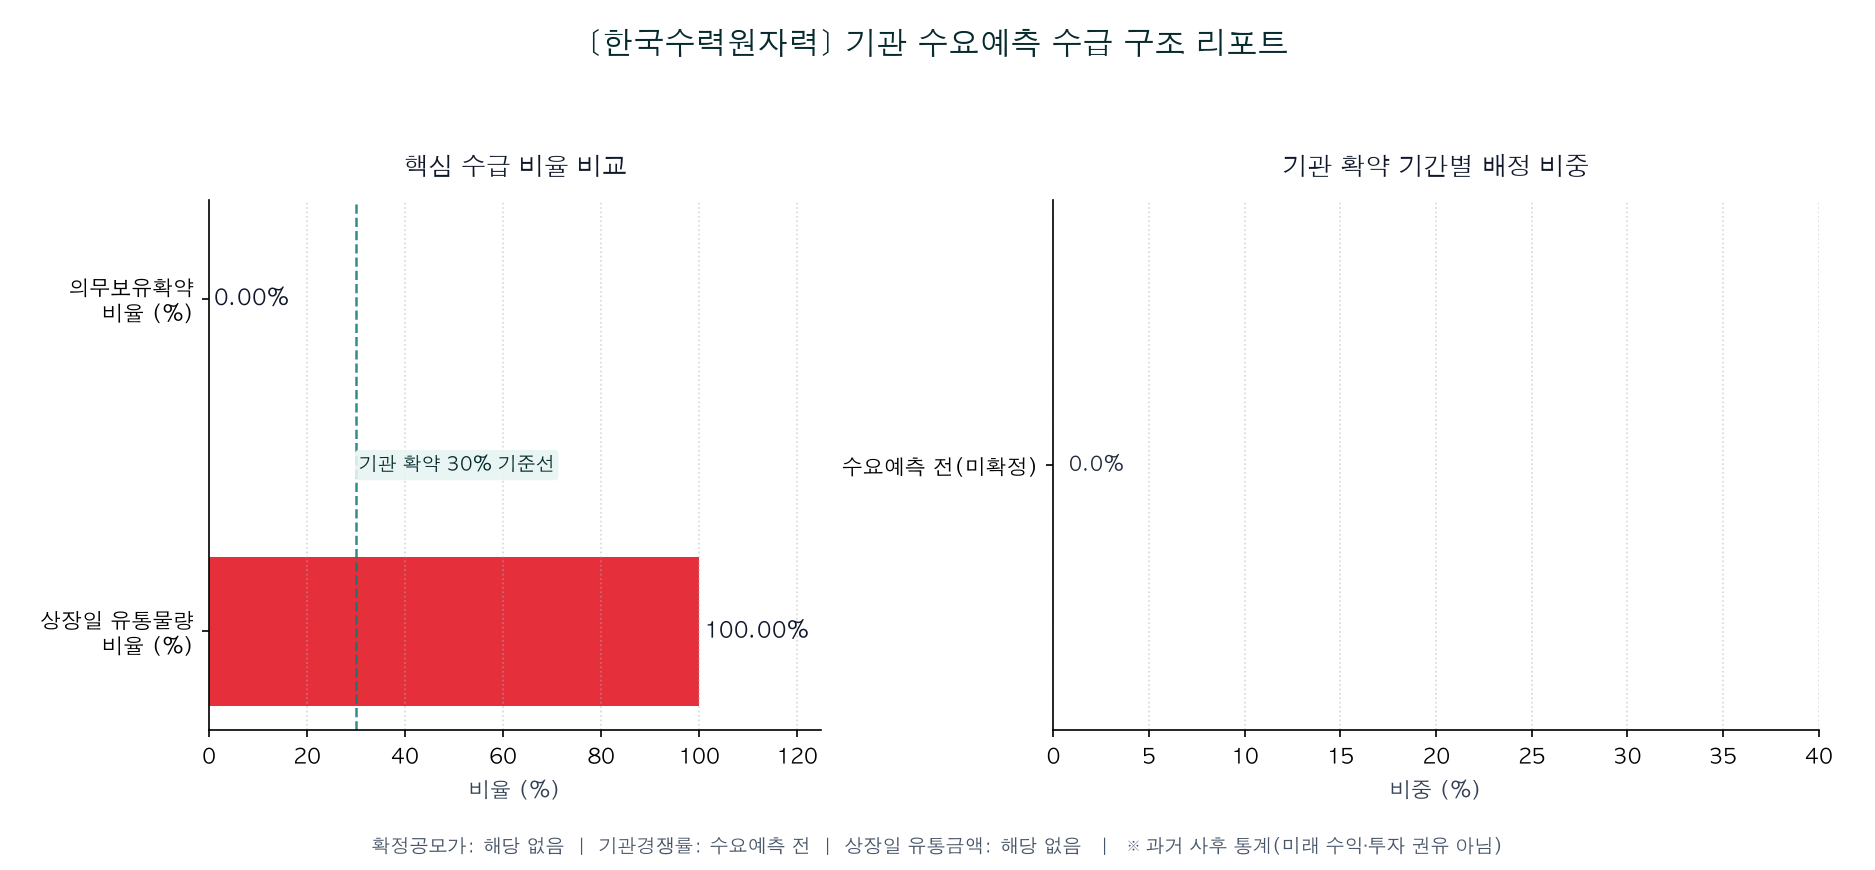 〔한국수력원자력〕 기관 수요예측 수급 구조 리포트
핵심 수급 비율 비교
의무보유확약
비율 (%)
0.00%
기관 확약 30% 기준선
상장일 유통물량
비율 (%)
100.00%
0 20 40 60 80 100 120
비율 (%)
기관 확약 기간별 배정 비중
수요예측 전(미확정)
0.0%
0 5 10 15 20 25 30 35 40
비중 (%)
확정공모가: 해당 없음 | 기관경쟁률: 수요예측 전 | 상장일 유통금액: 해당 없음 | ※ 과거 사후 통계(미래 수익·투자 권유 아님)